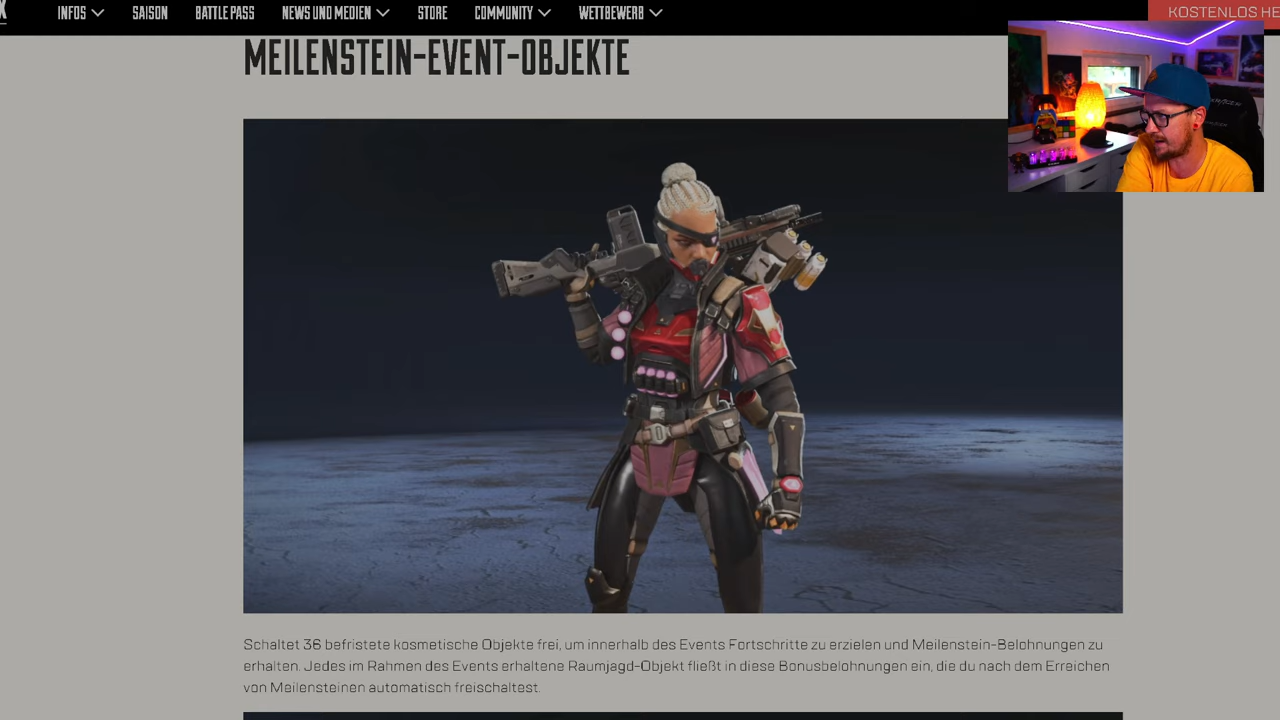 INFOS
SAISON
BATTLE PASS
NEWS UND MEDIEN
STORE
COMMUNITY
WETTBEWERB
KOSTENLOS HE
MEILENSTEIN-EVENT-OBJEKTE
Schaltet 36 befristete kosmetische Objekte frei, um innerhalb des Events Fortschritte zu erzielen und Meilenstein-Belohnungen zu
erhalten. Jedes im Rahmen des Events erhaltene Raumjagd-Objekt fließt in diese Bonusbelohnungen ein, die du nach dem Erreichen
von Meilensteinen automatisch freischaltest.